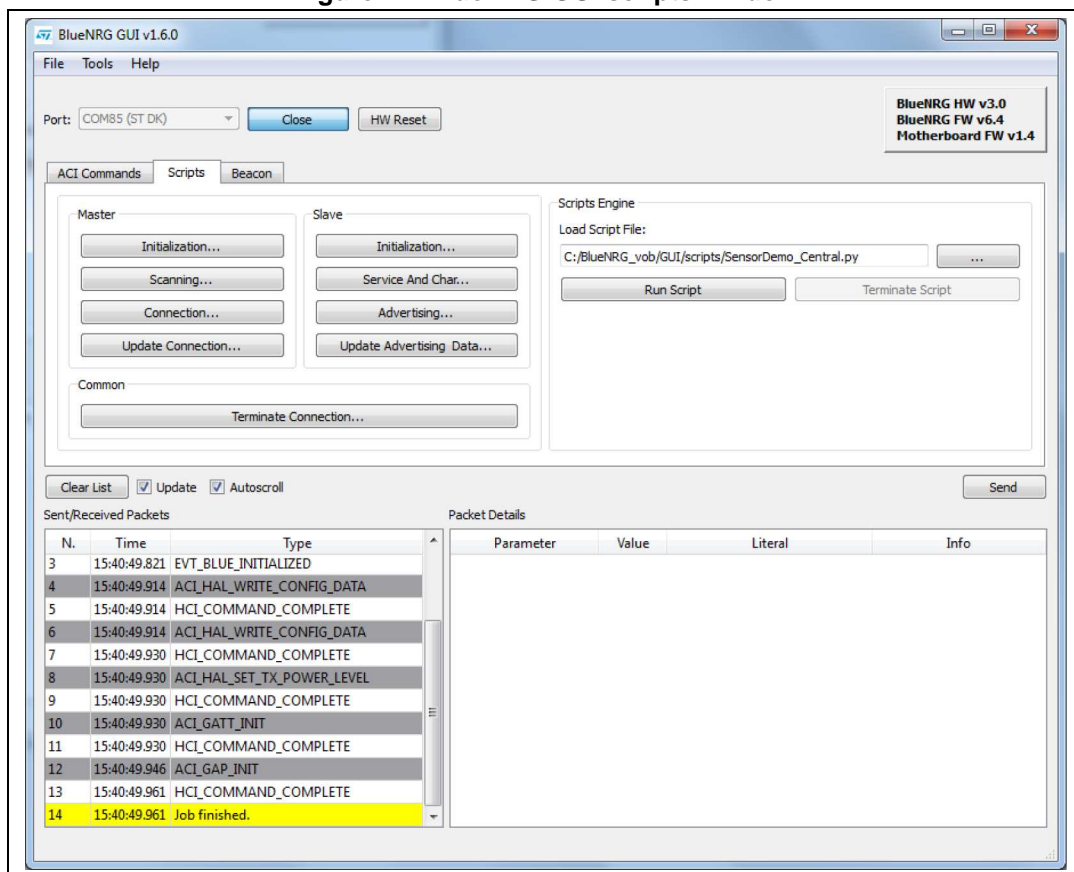 BlueNRG GUI v1.6.0
File Tools Help
Port: COM85 (ST DK) Close HW Reset
BlueNRG HW v3.0
BlueNRG FW v6.4
Motherboard FW v1.4
ACI Commands Scripts Beacon
Master
Initialization...
Scanning...
Connection...
Update Connection...
Slave
Initialization...
Service And Char...
Advertising...
Update Advertising Data...
Common
Terminate Connection...
Scripts Engine
Load Script File:
C:/BlueNRG_vob/GUI/scripts/SensorDemo_Central.py ...
Run Script Terminate Script
Clear List Update Autoscroll Send
Sent/Received Packets
N. Time Type
3 15:40:49.821 EVT_BLUE_INITIALIZED
4 15:40:49.914 ACI_HAL_WRITE_CONFIG_DATA
5 15:40:49.914 HCI_COMMAND_COMPLETE
6 15:40:49.914 ACI_HAL_WRITE_CONFIG_DATA
7 15:40:49.930 HCI_COMMAND_COMPLETE
8 15:40:49.930 ACI_HAL_SET_TX_POWER_LEVEL
9 15:40:49.930 HCI_COMMAND_COMPLETE
10 15:40:49.930 ACI_GATT_INIT
11 15:40:49.930 HCI_COMMAND_COMPLETE
12 15:40:49.946 ACI_GAP_INIT
13 15:40:49.961 HCI_COMMAND_COMPLETE
14 15:40:49.961 Job finished.
Packet Details
Parameter Value Literal Info